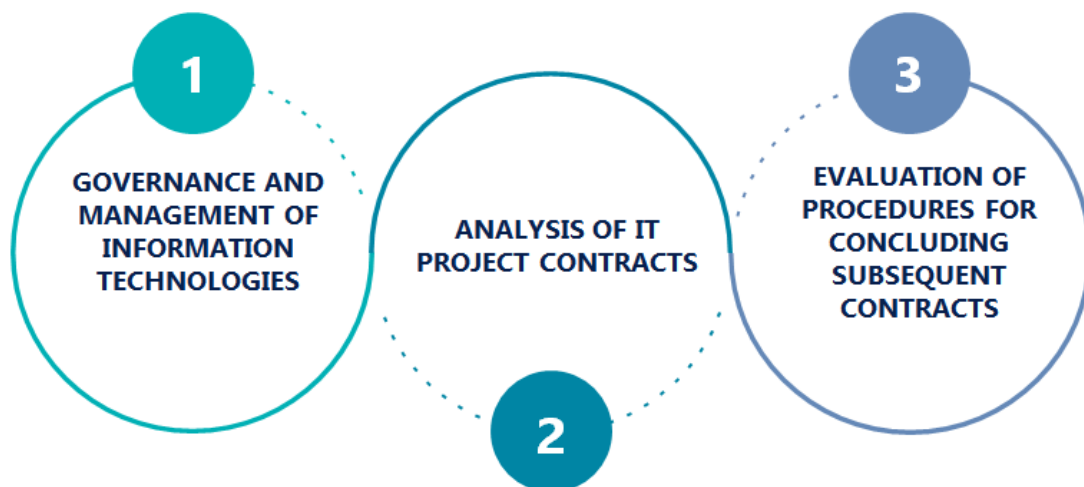 1
GOVERNANCE AND
MANAGEMENT OF
INFORMATION
TECHNOLOGIES
ANALYSIS OF IT
PROJECT CONTRACTS
2
3
EVALUATION OF
PROCEDURES FOR
CONCLUDING
SUBSEQUENT
CONTRACTS